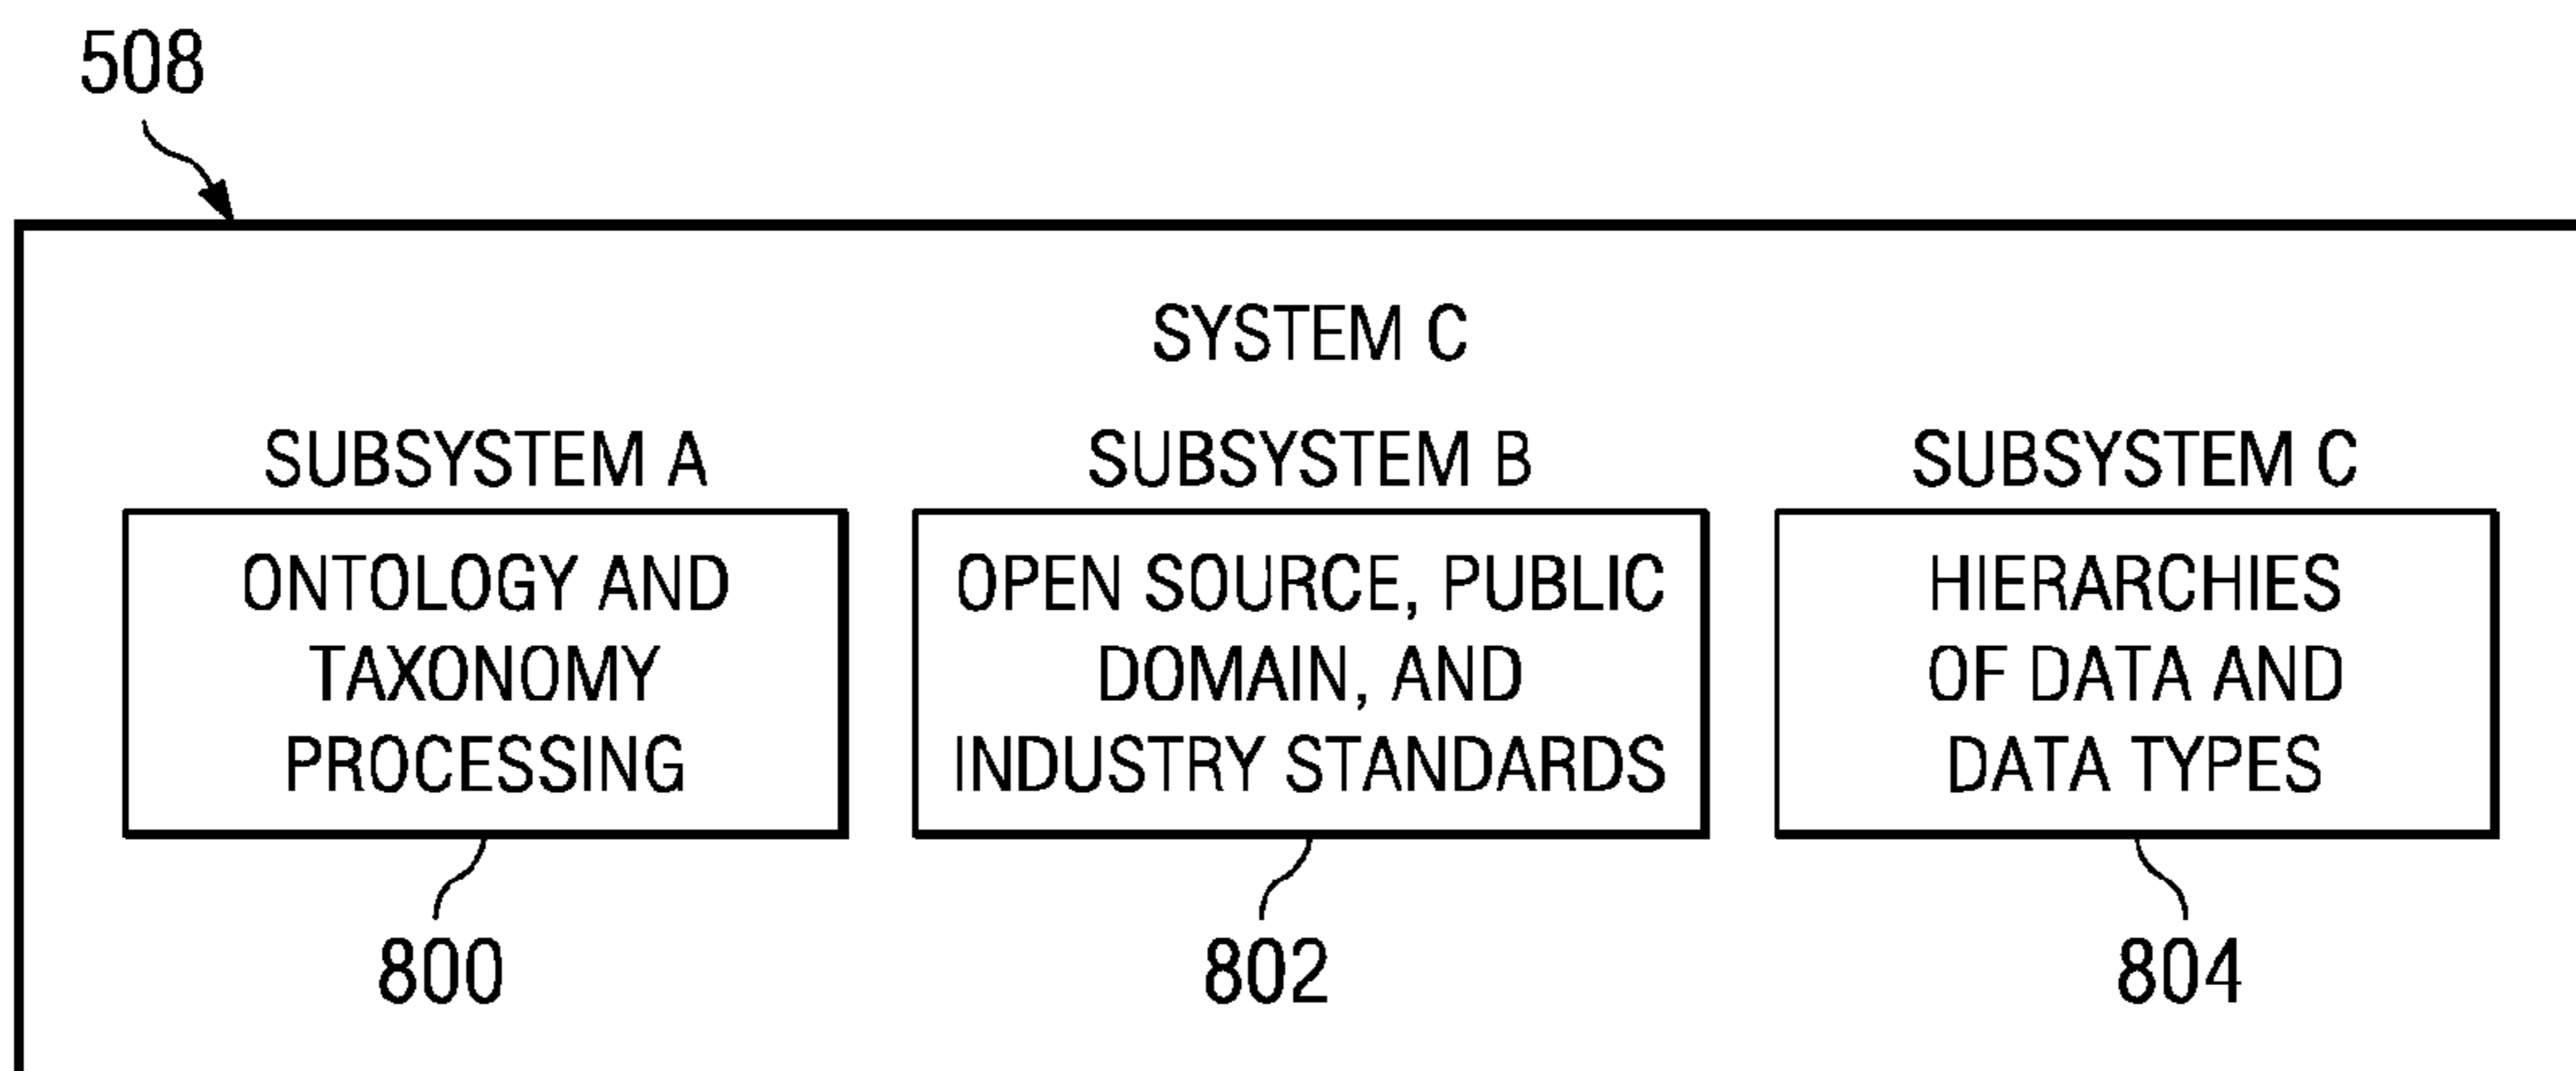 508
SYSTEM C
SUBSYSTEM A
ONTOLOGY AND
TAXONOMY
PROCESSING
800
SUBSYSTEM B
OPEN SOURCE, PUBLIC
DOMAIN, AND
INDUSTRY STANDARDS
802
SUBSYSTEM C
HIERARCHIES
OF DATA AND
DATA TYPES
804